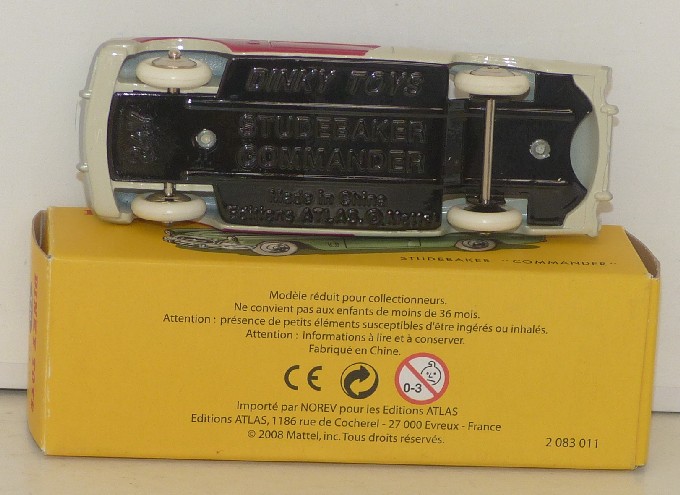 DINKY TOYS
24Y
STUDEBAKER
COMMANDER
Made in China
Editions ATLAS. © Mattel
STUDEBAKER "COMMANDER"
Modèle réduit pour collectionneurs.
Ne convient pas aux enfants de moins de 36 mois.
Attention : présence de petits éléments susceptibles d'être ingérés ou inhalés.
Attention : Informations à lire et à conserver.
Fabriqué en Chine.
CE
0-3
Importé par NOREV pour les Editions ATLAS
Editions ATLAS, 1186 rue de Cocherel - 27 000 Evreux - France
© 2008 Mattel, inc. Tous droits réservés.
2 083 011